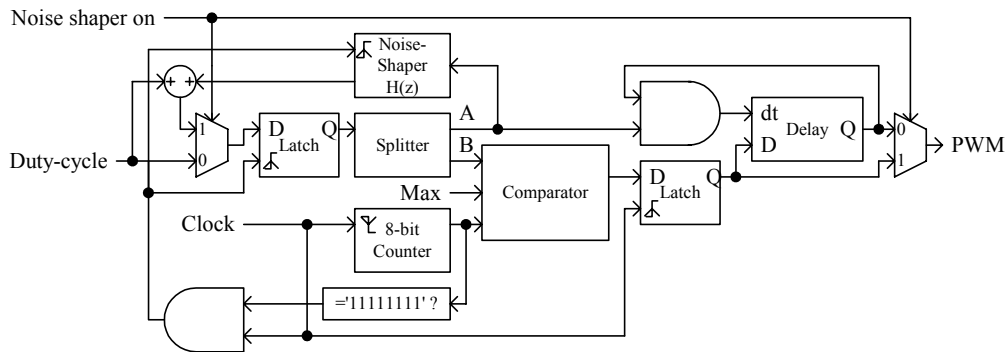 Noise shaper on
Noise-
Shaper
H(z)
+ +
A
dt
Delay
Q
D
0
1
PWM
1
0
D
Q
Latch
Splitter
B
Duty-cycle
Comparator
Max
D
Q
Latch
Clock
8-bit
Counter
='11111111' ?